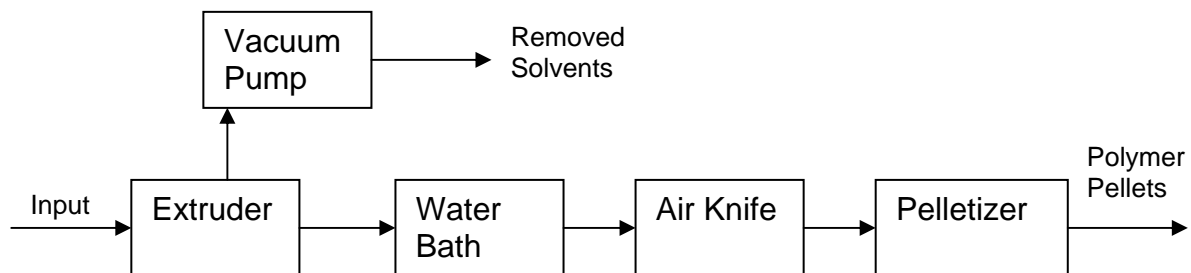 Vacuum
Pump
Removed
Solvents
Input
Extruder
Water
Bath
Air Knife
Pelletizer
Polymer
Pellets